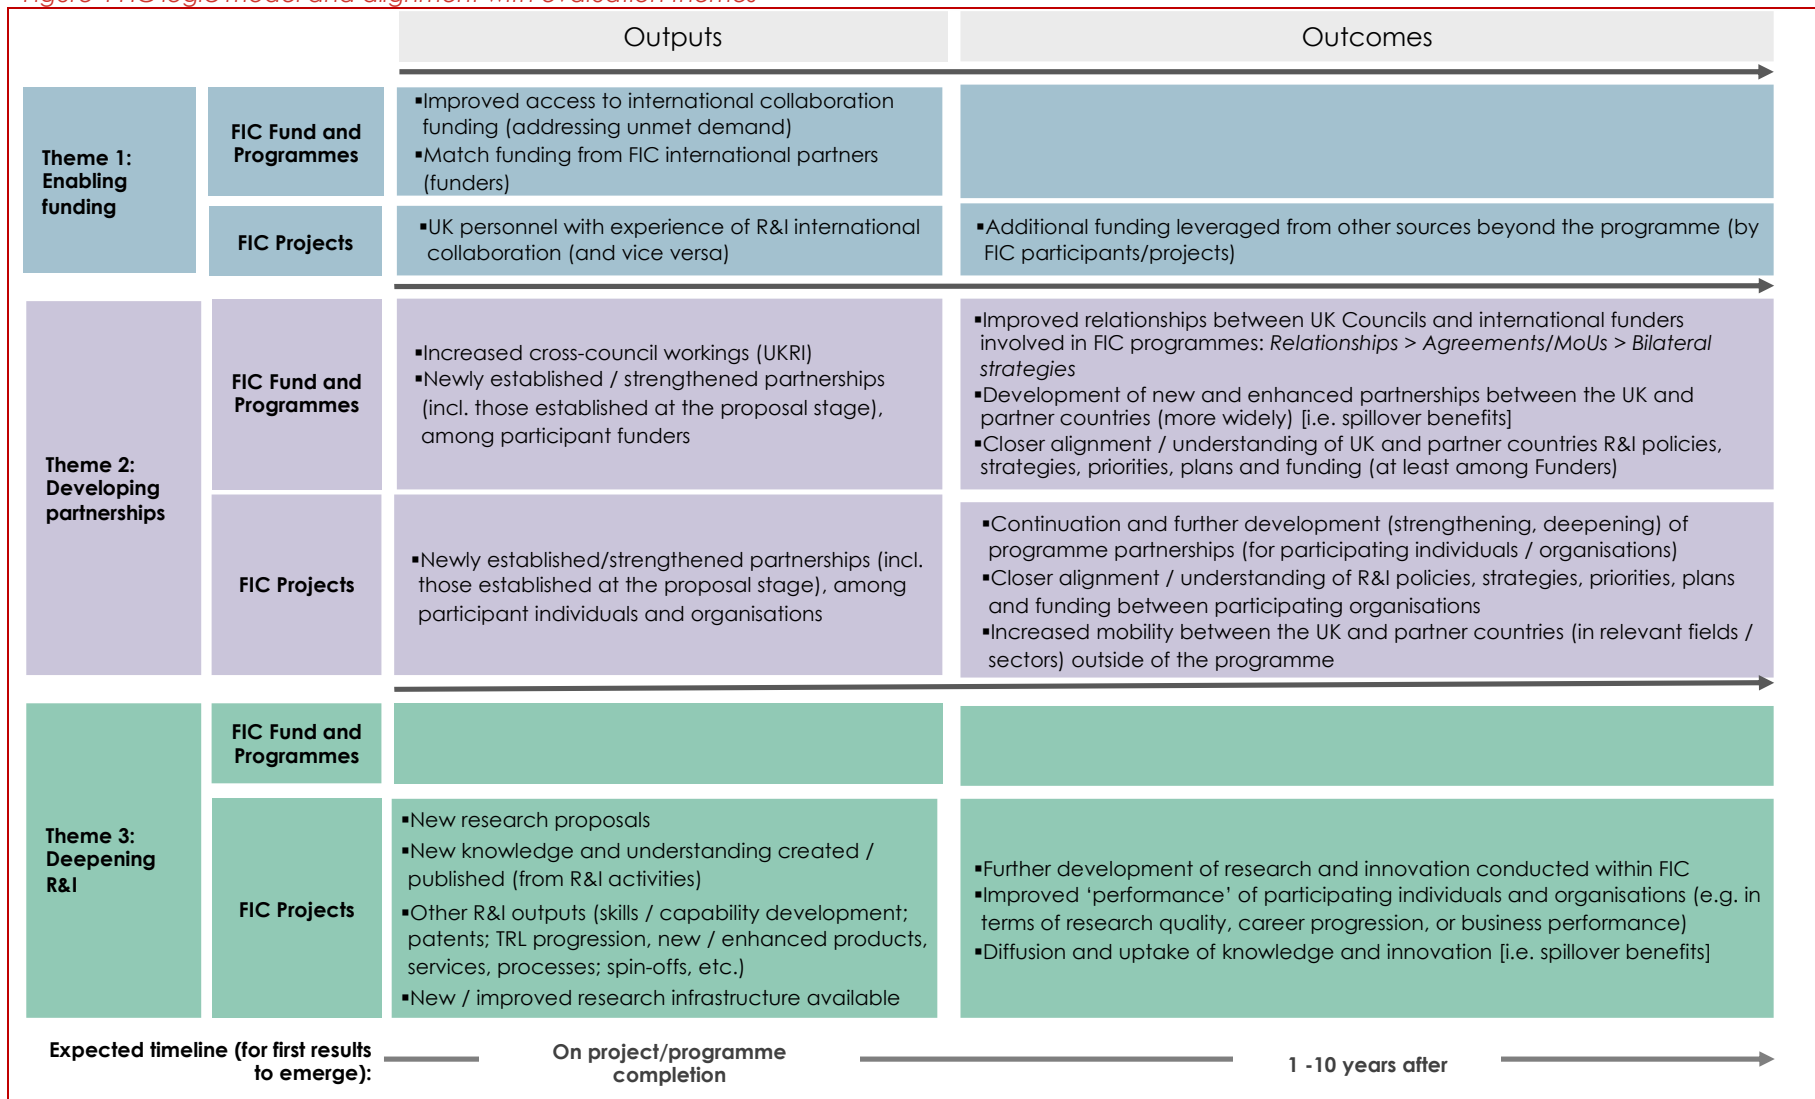 Outputs
Outcomes
Theme 1:
Enabling
funding
FIC Fund and
Programmes
▪Improved access to international collaboration
funding (addressing unmet demand)
▪Match funding from FIC international partners
(funders)
FIC Projects
▪UK personnel with experience of R&I international
collaboration (and vice versa)
▪Additional funding leveraged from other sources beyond the programme (by
FIC participants/projects)
Theme 2:
Developing
partnerships
FIC Fund and
Programmes
▪Increased cross-council workings (UKRI)
▪Newly established / strengthened partnerships
(incl. those established at the proposal stage),
among participant funders
▪Improved relationships between UK Councils and international funders
involved in FIC programmes: Relationships > Agreements/MoUs > Bilateral
strategies
▪Development of new and enhanced partnerships between the UK and
partner countries (more widely) [i.e. spillover benefits]
▪Closer alignment / understanding of UK and partner countries R&I policies,
strategies, priorities, plans and funding (at least among Funders)
FIC Projects
▪Newly established/strengthened partnerships (incl.
those established at the proposal stage), among
participant individuals and organisations
▪Continuation and further development (strengthening, deepening) of
programme partnerships (for participating individuals / organisations)
▪Closer alignment / understanding of R&I policies, strategies, priorities, plans
and funding between participating organisations
▪Increased mobility between the UK and partner countries (in relevant fields /
sectors) outside of the programme
Theme 3:
Deepening
R&I
FIC Fund and
Programmes
FIC Projects
▪New research proposals
▪New knowledge and understanding created /
published (from R&I activities)
▪Other R&I outputs (skills / capability development;
patents; TRL progression, new / enhanced products,
services, processes; spin-offs, etc.)
▪New / improved research infrastructure available
▪Further development of research and innovation conducted within FIC
▪Improved ‘performance’ of participating individuals and organisations (e.g. in
terms of research quality, career progression, or business performance)
▪Diffusion and uptake of knowledge and innovation [i.e. spillover benefits]
Expected timeline (for first results
to emerge):
On project/programme
completion
1 -10 years after